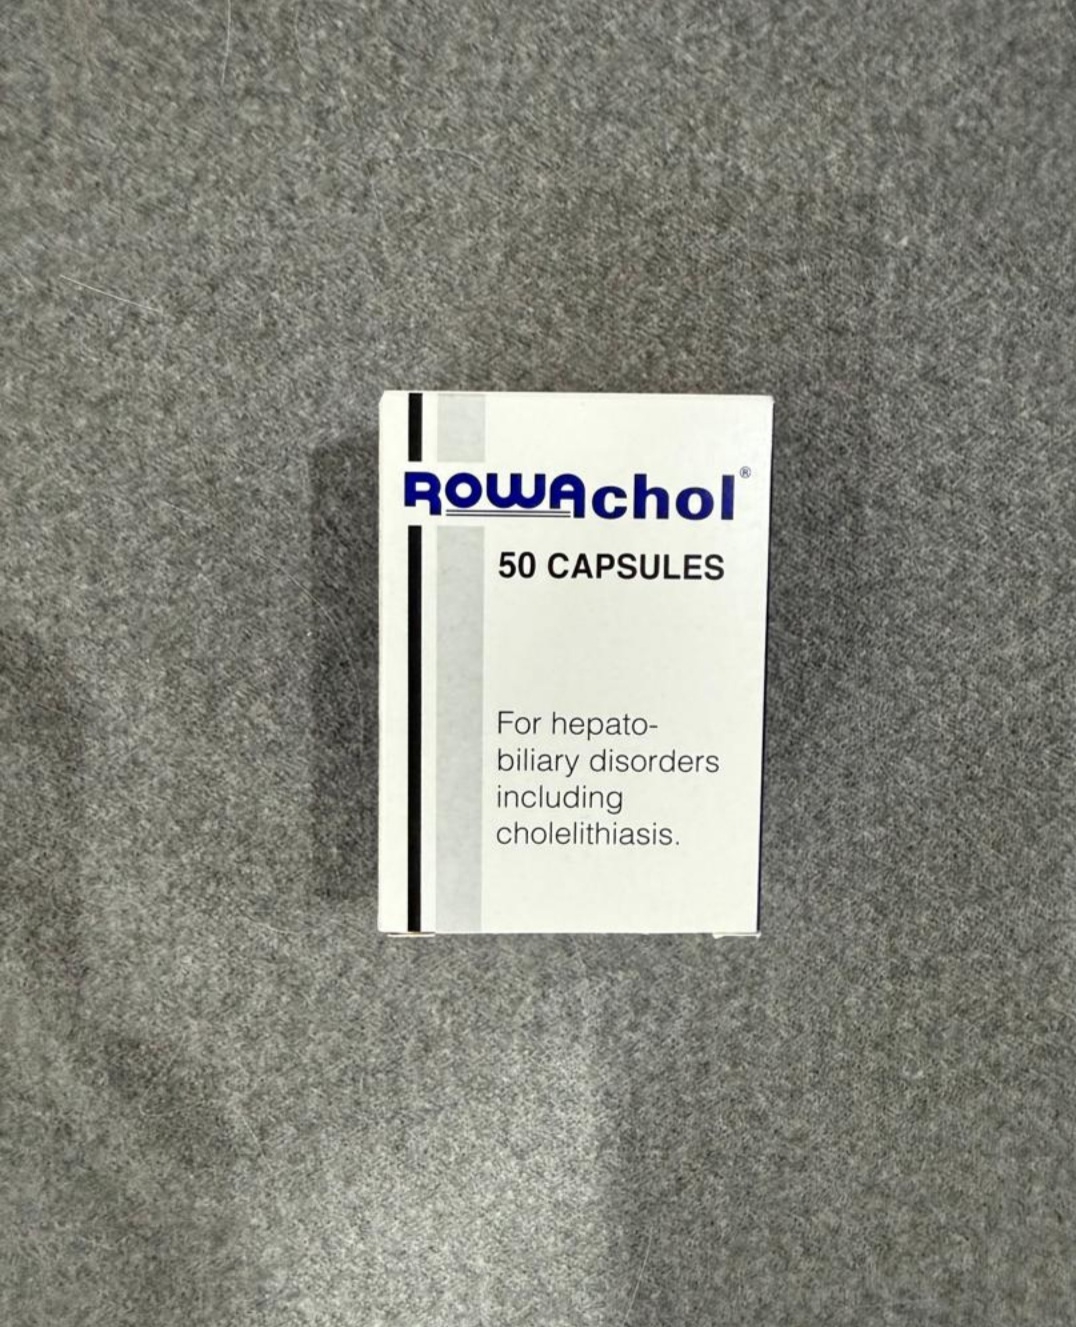 ROWAchol®
50 CAPSULES
For hepato-
biliary disorders
including
cholelithiasis.